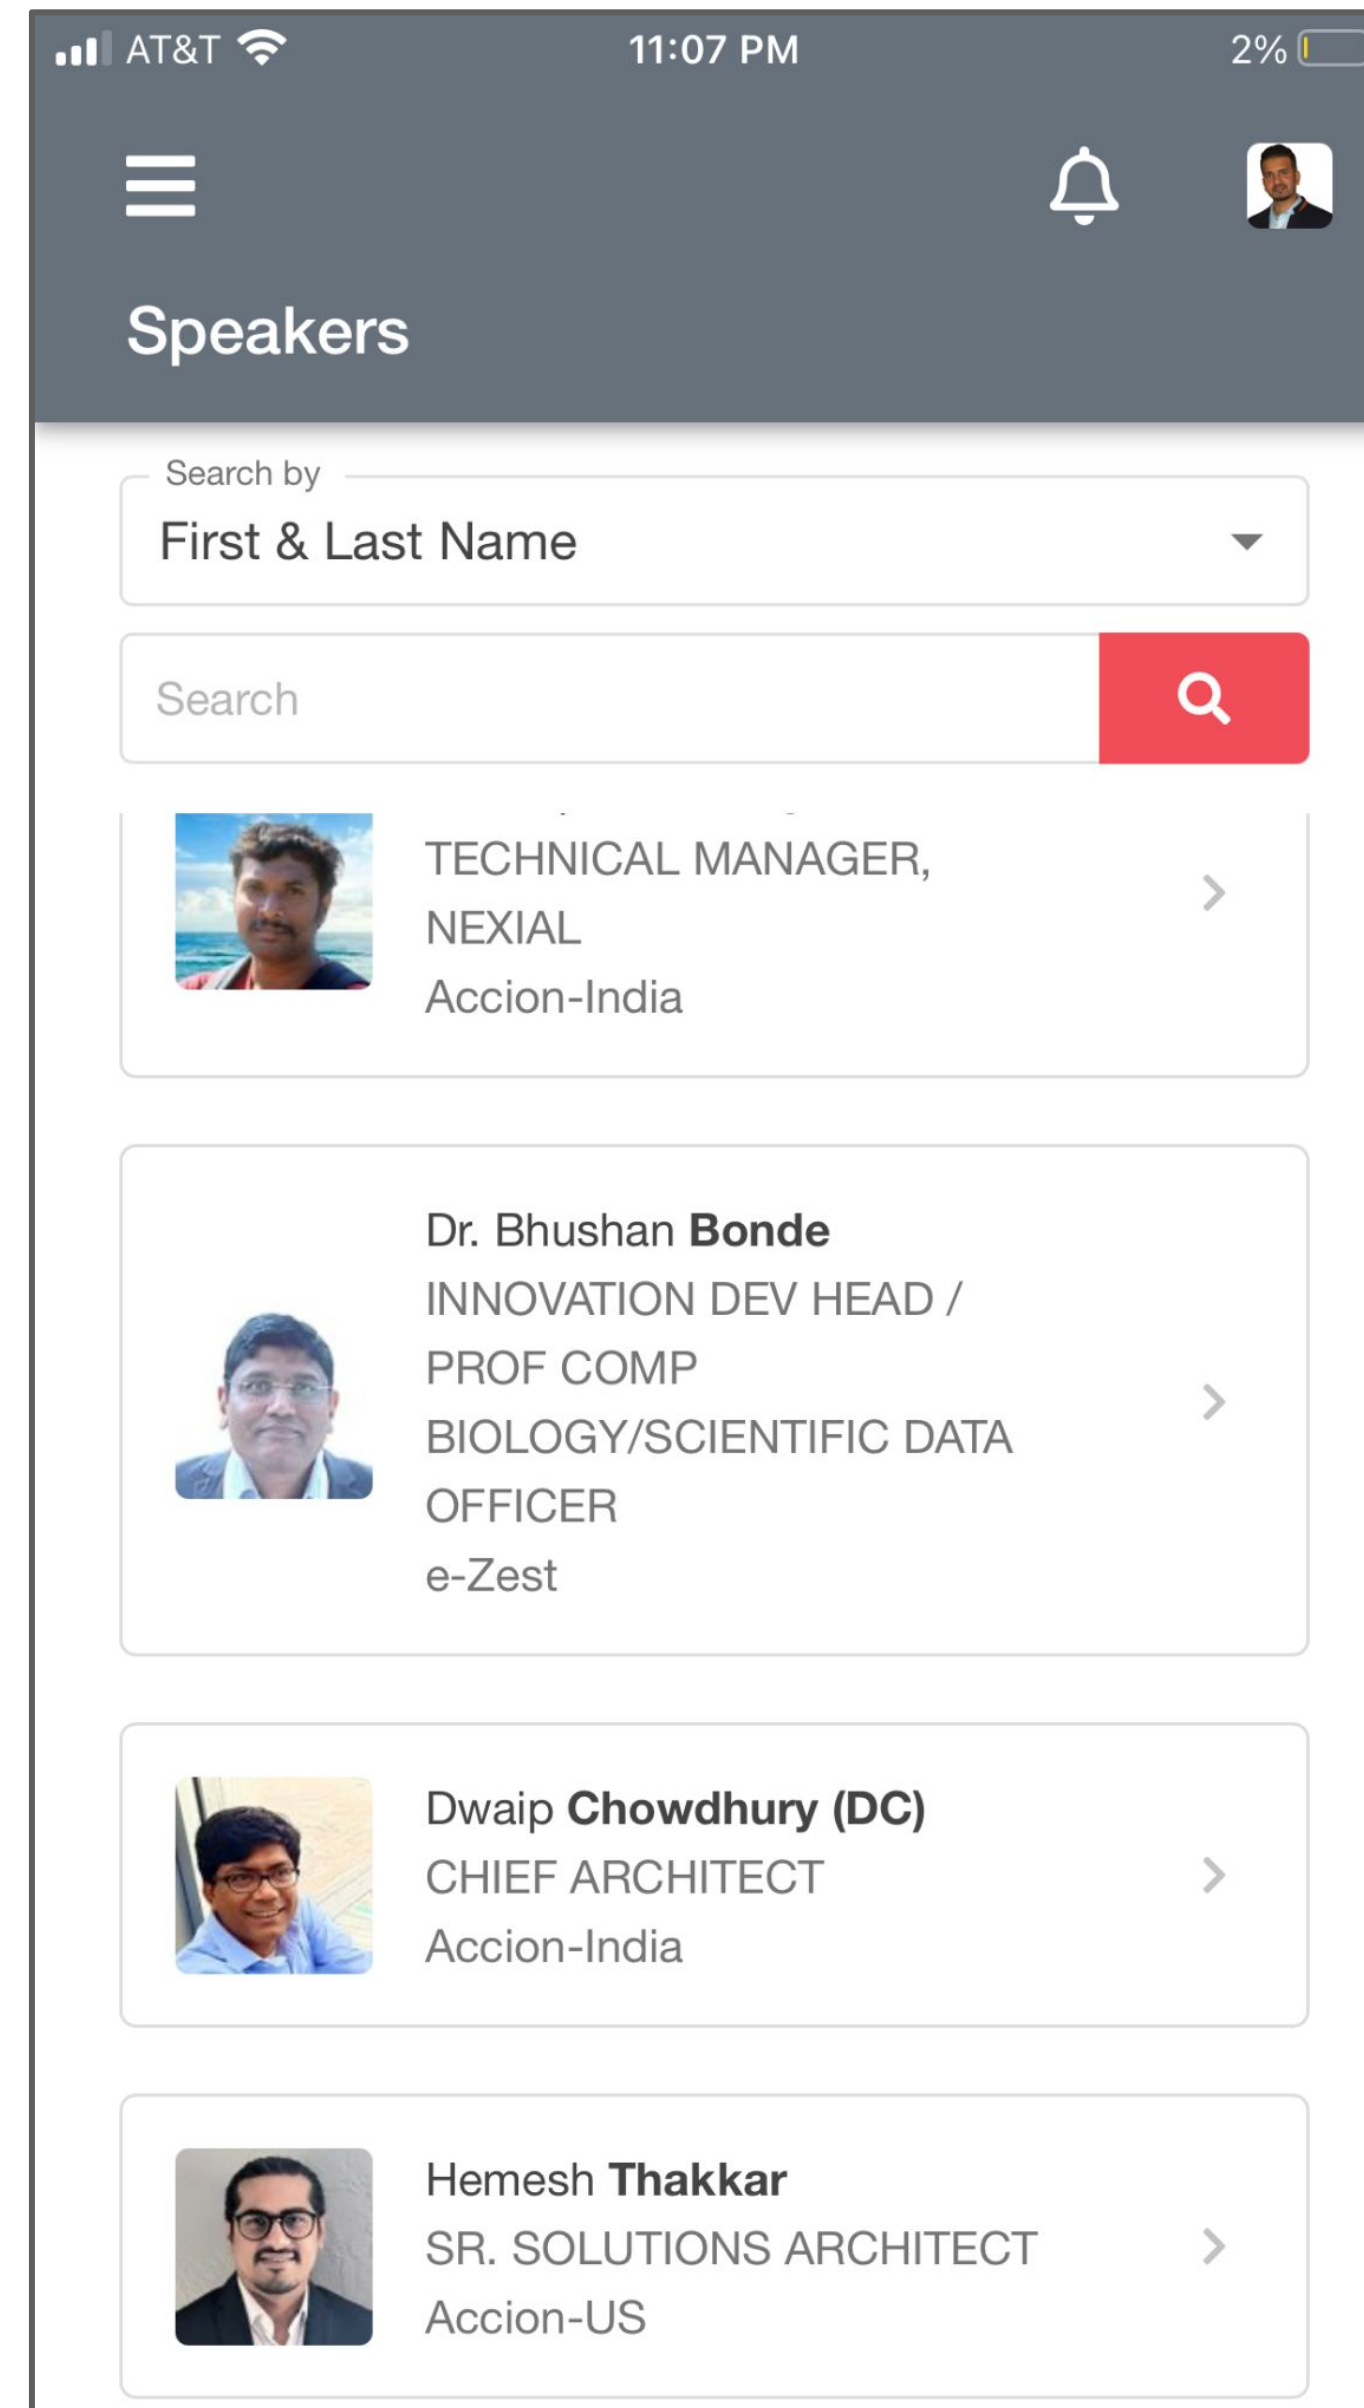 AT&T
11:07 PM
2%
Speakers
Search by
First & Last Name
Search
TECHNICAL MANAGER,
NEXIAL
Accion-India
Dr. Bhushan Bonde
INNOVATION DEV HEAD /
PROF COMP
BIOLOGY/SCIENTIFIC DATA
OFFICER
e-Zest
Dwaip Chowdhury (DC)
CHIEF ARCHITECT
Accion-India
Hemesh Thakkar
SR. SOLUTIONS ARCHITECT
Accion-US